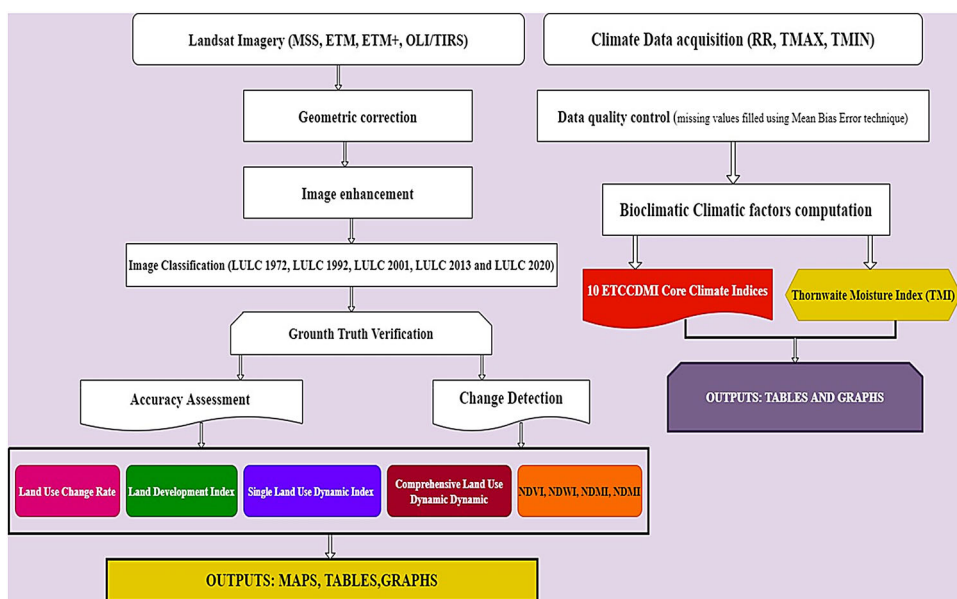 Landsat Imagery (MSS, ETM, ETM+, OLI/TIRS)
Geometric correction
Image enhancement
Image Classification (LULC 1972, LULC 1992, LULC 2001, LULC 2013 and LULC 2020)
Grounth Truth Verification
Accuracy Assessment
Change Detection
Land Use Change Rate
Land Development Index
Single Land Use Dynamic Index
Comprehensive Land Use
Dynamic Dynamic
NDVI, NDWI, NDMI, NDMI
OUTPUTS: MAPS, TABLES,GRAPHS
Climate Data acquisition (RR, TMAX, TMIN)
Data quality control (missing values filled using Mean Bias Error technique)
Bioclimatic Climatic factors computation
10 ETCCDMI Core Climate Indices
Thornwaite Moisture Index (TMI)
OUTPUTS: TABLES AND GRAPHS